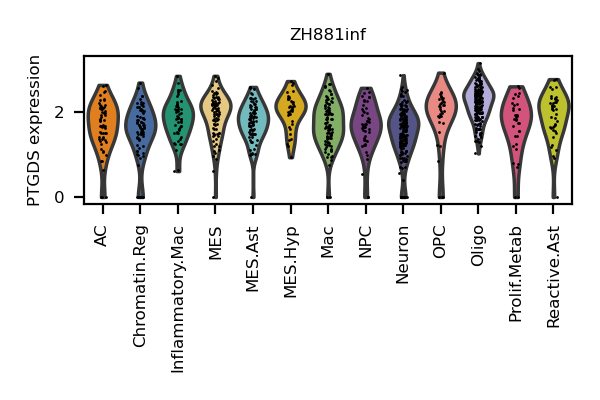 ZH881inf
PTGDS expression
2
0
AC
Chromatin.Reg
Inflammatory.Mac
MES
MES.Ast
MES.Hyp
Mac
NPC
Neuron
OPC
Oligo
Prolif.Metab
Reactive.Ast